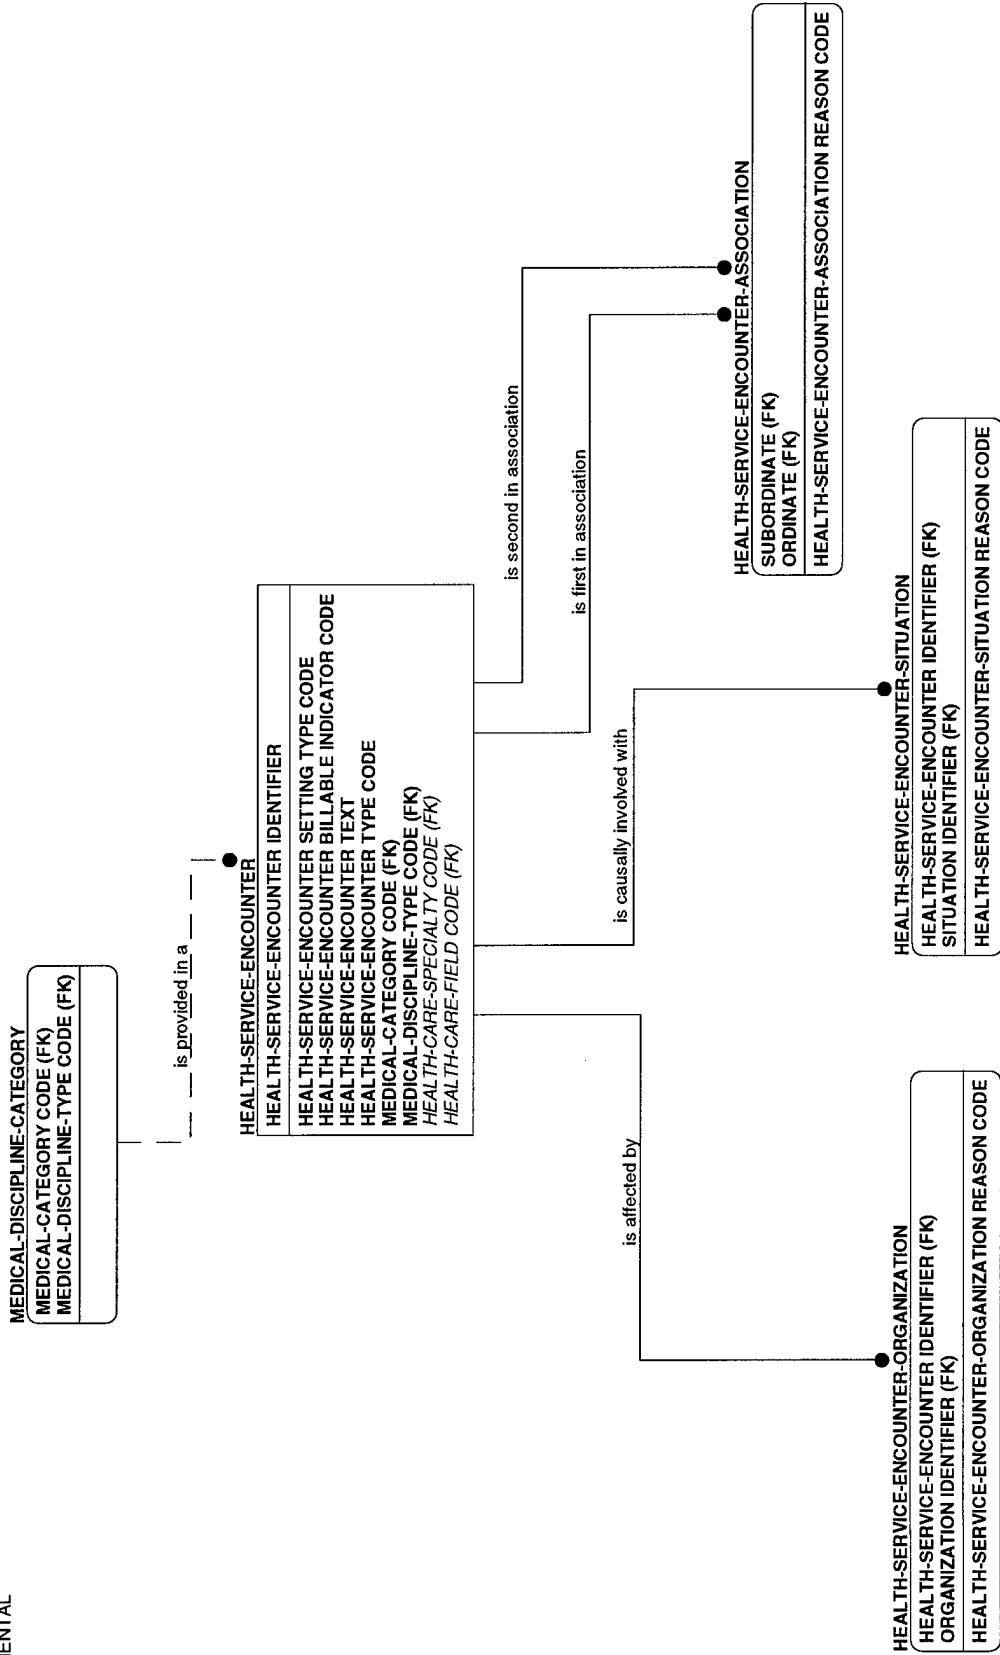 MEDICAL-DISCIPLINE-CATEGORY
MEDICAL-CATEGORY CODE (FK)
MEDICAL-DISCIPLINE-TYPE CODE (FK)
is provided in a
HEALTH-SERVICE-ENCOUNTER
HEALTH-SERVICE-ENCOUNTER IDENTIFIER
HEALTH-SERVICE-ENCOUNTER SETTING TYPE CODE
HEALTH-SERVICE-ENCOUNTER BILLABLE INDICATOR CODE
HEALTH-SERVICE-ENCOUNTER TEXT
HEALTH-SERVICE-ENCOUNTER TYPE CODE
MEDICAL-CATEGORY CODE (FK)
MEDICAL-DISCIPLINE-TYPE CODE (FK)
HEALTH-CARE-SPECIALTY CODE (FK)
HEALTH-CARE-FIELD CODE (FK)
is affected by
is causally involved with
is first in association
is second in association
HEALTH-SERVICE-ENCOUNTER-ORGANIZATION
HEALTH-SERVICE-ENCOUNTER IDENTIFIER (FK)
ORGANIZATION IDENTIFIER (FK)
HEALTH-SERVICE-ENCOUNTER-ORGANIZATION REASON CODE
HEALTH-SERVICE-ENCOUNTER-SITUATION
HEALTH-SERVICE-ENCOUNTER IDENTIFIER (FK)
SITUATION IDENTIFIER (FK)
HEALTH-SERVICE-ENCOUNTER-SITUATION REASON CODE
HEALTH-SERVICE-ENCOUNTER-ASSOCIATION
SUBORDINATE (FK)
ORDINATE (FK)
HEALTH-SERVICE-ENCOUNTER-ASSOCIATION REASON CODE